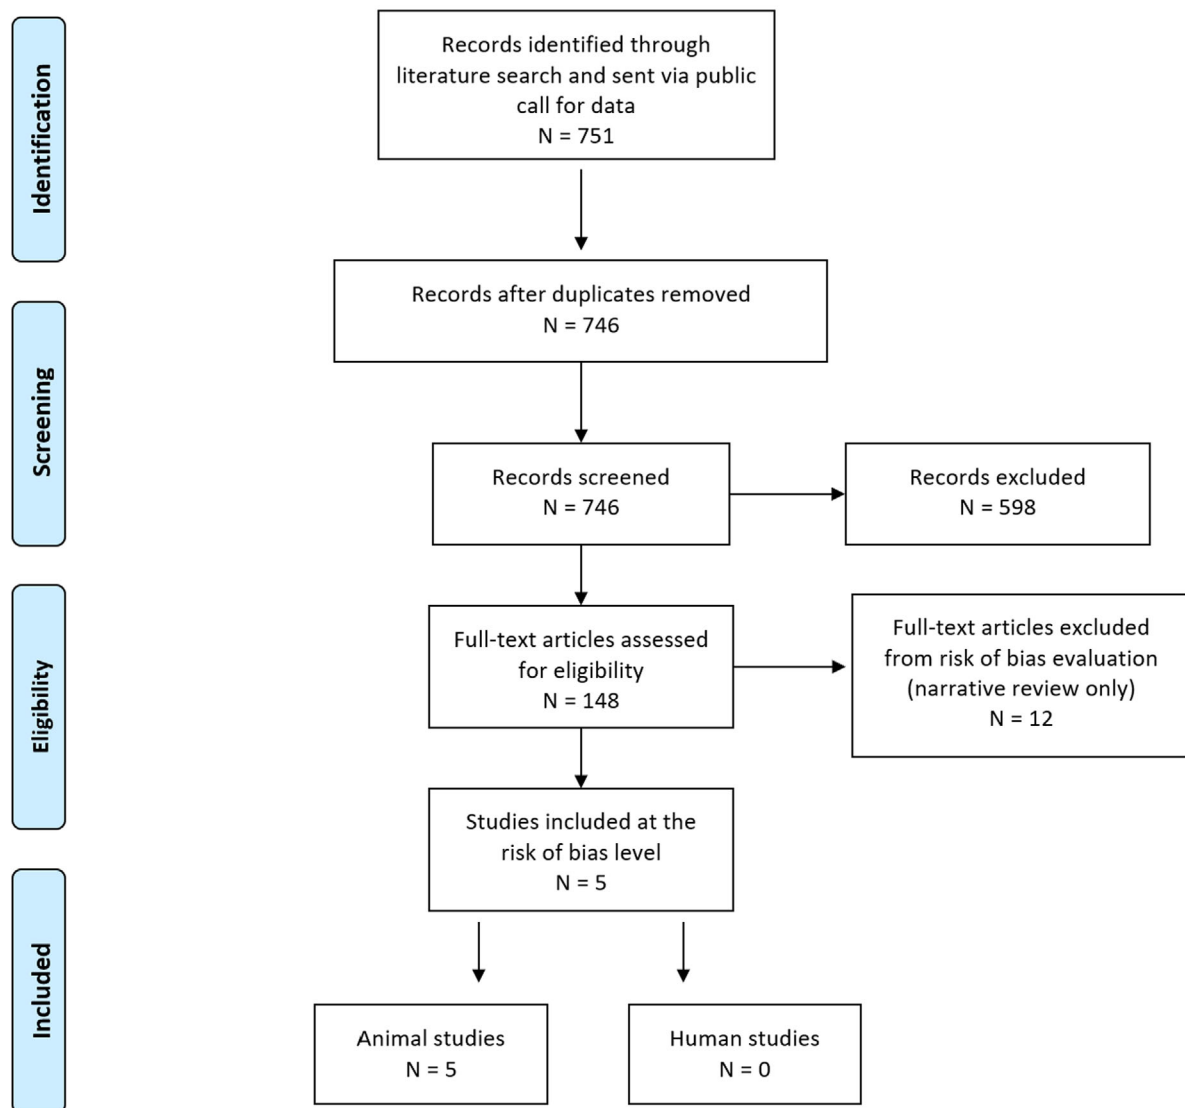 Identification
Records identified through
literature search and sent via public
call for data
N = 751
Records after duplicates removed
N = 746
Screening
Records screened
N = 746
Records excluded
N = 598
Eligibility
Full-text articles assessed
for eligibility
N = 148
Full-text articles excluded
from risk of bias evaluation
(narrative review only)
N = 12
Studies included at the
risk of bias level
N = 5
Included
Animal studies
N = 5
Human studies
N = 0